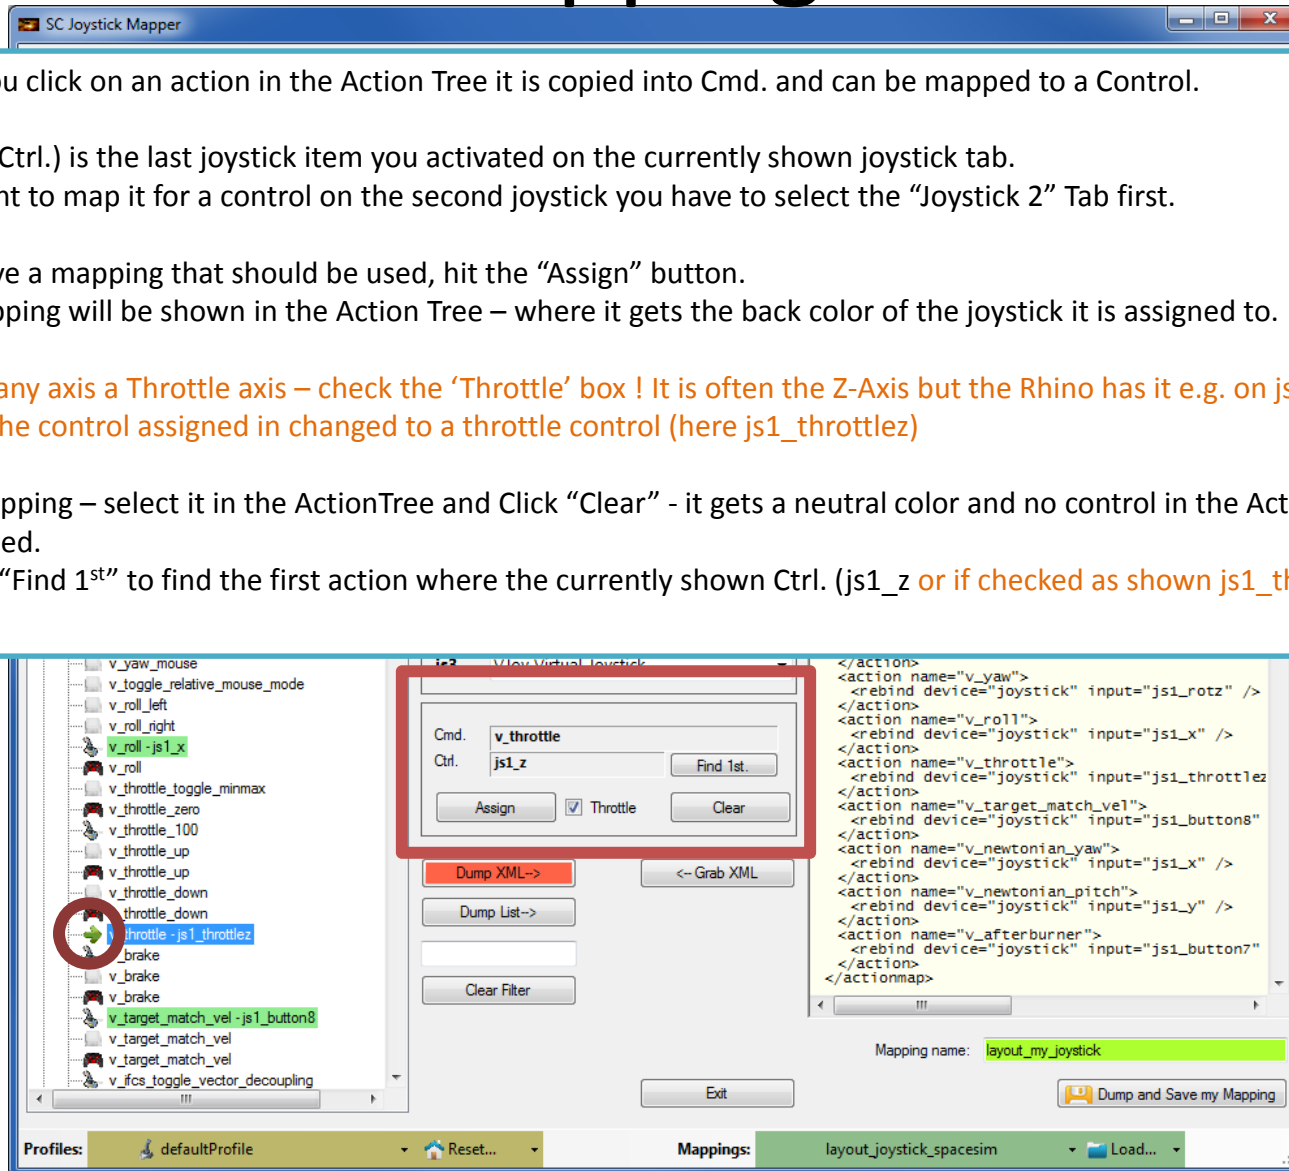 SC Joystick Mapper
ou click on an action in the Action Tree it is copied into Cmd. and can be mapped to a Control.
Ctrl.) is the last joystick item you activated on the currently shown joystick tab.
nt to map it for a control on the second joystick you have to select the “Joystick 2” Tab first.
ve a mapping that should be used, hit the “Assign” button.
pping will be shown in the Action Tree – where it gets the back color of the joystick it is assigned to.
any axis a Throttle axis – check the ‘Throttle’ box ! It is often the Z-Axis but the Rhino has it e.g. on js
he control assigned in changed to a throttle control (here js1_throttlez)
pping – select it in the ActionTree and Click “Clear” - it gets a neutral color and no control in the Act
ed.
“Find 1st” to find the first action where the currently shown Ctrl. (js1_z or if checked as shown js1_th
v_yaw_mouse
v_toggle_relative_mouse_mode
v_roll_left
v_roll_right
v_roll - js1_x
v_roll
v_throttle_toggle_minmax
v_throttle_zero
v_throttle_100
v_throttle_up
v_throttle_up
v_throttle_down
v_throttle_down
v_throttle - js1_throttlez
v_brake
v_brake
v_brake
v_target_match_vel - js1_button8
v_target_match_vel
v_target_match_vel
v_ifcs_toggle_vector_decoupling
js3 vJoy Virtual Joystick
Cmd. v_throttle
Ctrl. js1_z Find 1st.
Assign Throttle Clear
Dump XML--> <-- Grab XML
Dump List-->
Clear Filter
Exit
</action>
<action name="v_yaw">
<rebind device="joystick" input="js1_rotz" />
</action>
<action name="v_roll">
<rebind device="joystick" input="js1_x" />
</action>
<action name="v_throttle">
<rebind device="joystick" input="js1_throttlez
</action>
<action name="v_target_match_vel">
<rebind device="joystick" input="js1_button8"
</action>
<action name="v_newtonian_yaw">
<rebind device="joystick" input="js1_x" />
</action>
<action name="v_newtonian_pitch">
<rebind device="joystick" input="js1_y" />
</action>
<action name="v_afterburner">
<rebind device="joystick" input="js1_button7"
</action>
</actionmap>
Mapping name: layout_my_joystick
Dump and Save my Mapping
Profiles: defaultProfile Reset... Mappings: layout_joystick_spacesim Load...